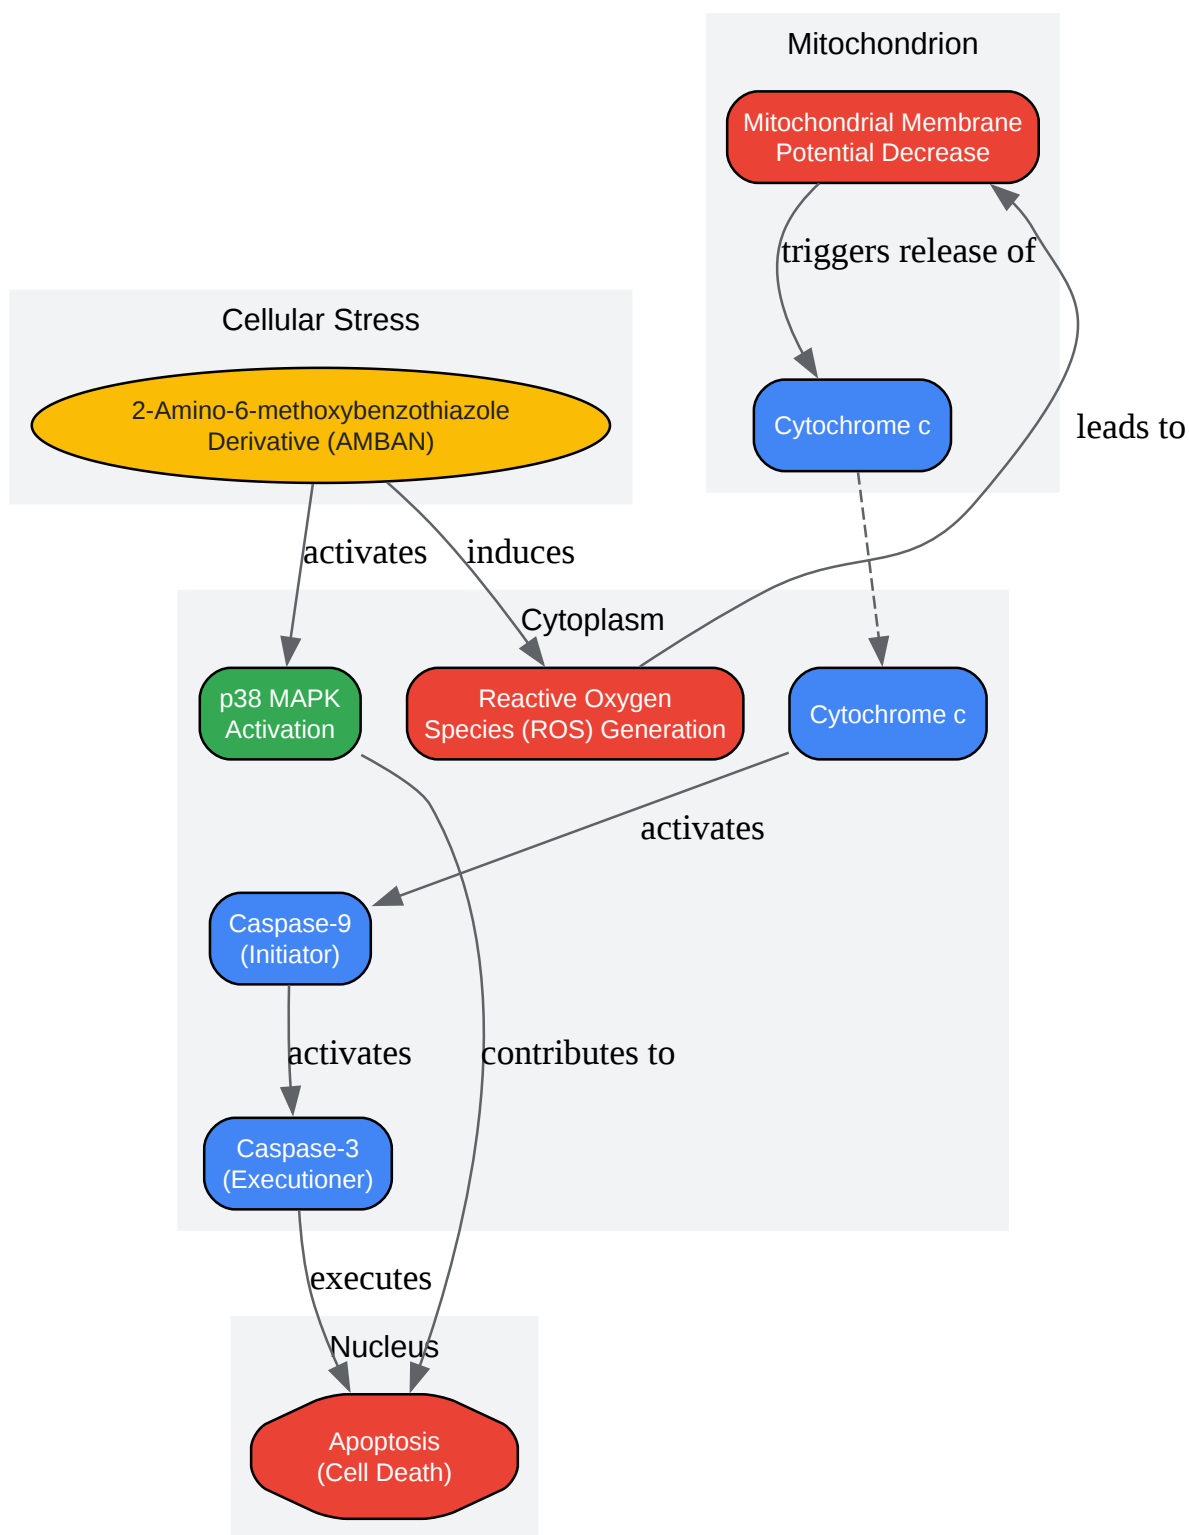 Mitochondrion
Mitochondrial Membrane
Potential Decrease
triggers release of
Cellular Stress
2-Amino-6-methoxybenzothiazole
Derivative (AMBAN)
Cytochrome c
leads to
activates
induces
Cytoplasm
p38 MAPK
Activation
Reactive Oxygen
Species (ROS) Generation
Cytochrome c
activates
Caspase-9
(Initiator)
activates
contributes to
Caspase-3
(Executioner)
executes
Nucleus
Apoptosis
(Cell Death)